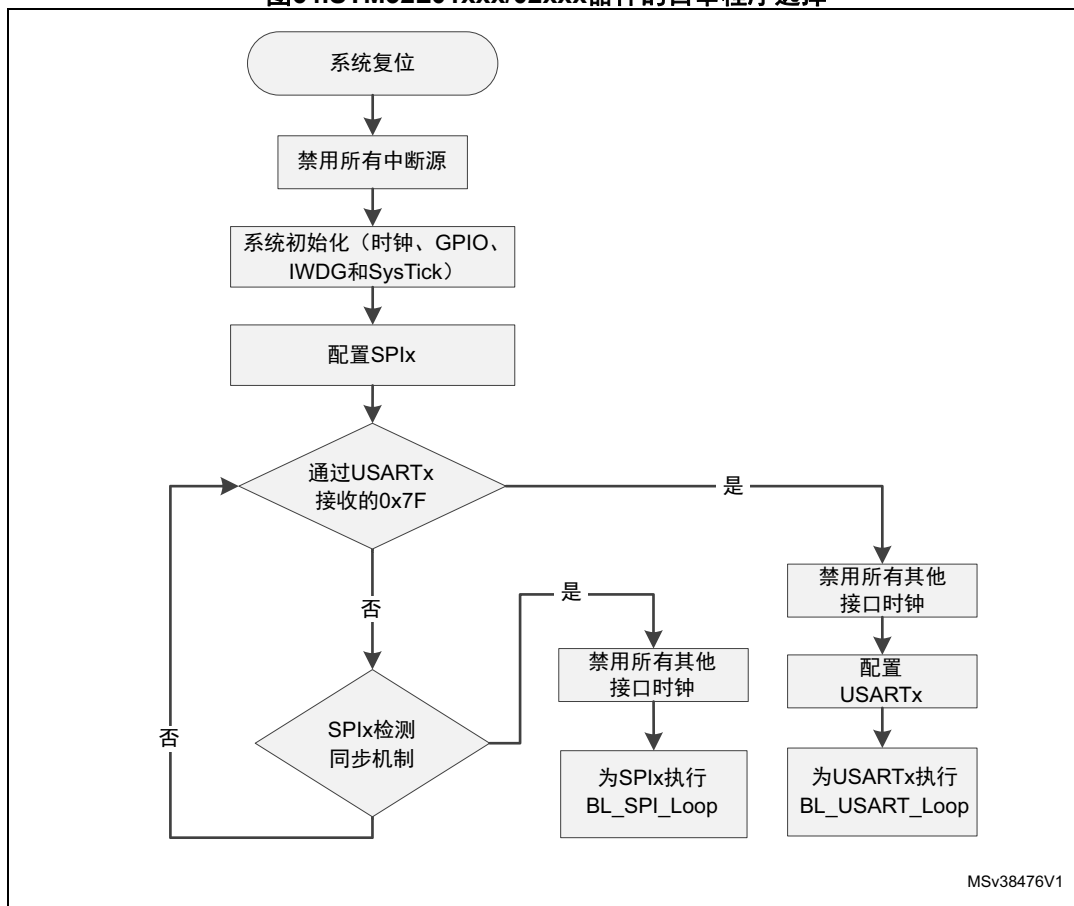 系统复位
禁用所有中断源
系统初始化（时钟、GPIO、
IWDG和SysTick）
配置SPIx
通过USARTx
接收的0x7F
是
否
禁用所有其他
接口时钟
配置
USARTx
为USARTx执行
BL_USART_Loop
是
禁用所有其他
接口时钟
为SPIx执行
BL_SPI_Loop
SPIx检测
同步机制
否
MSv38476V1